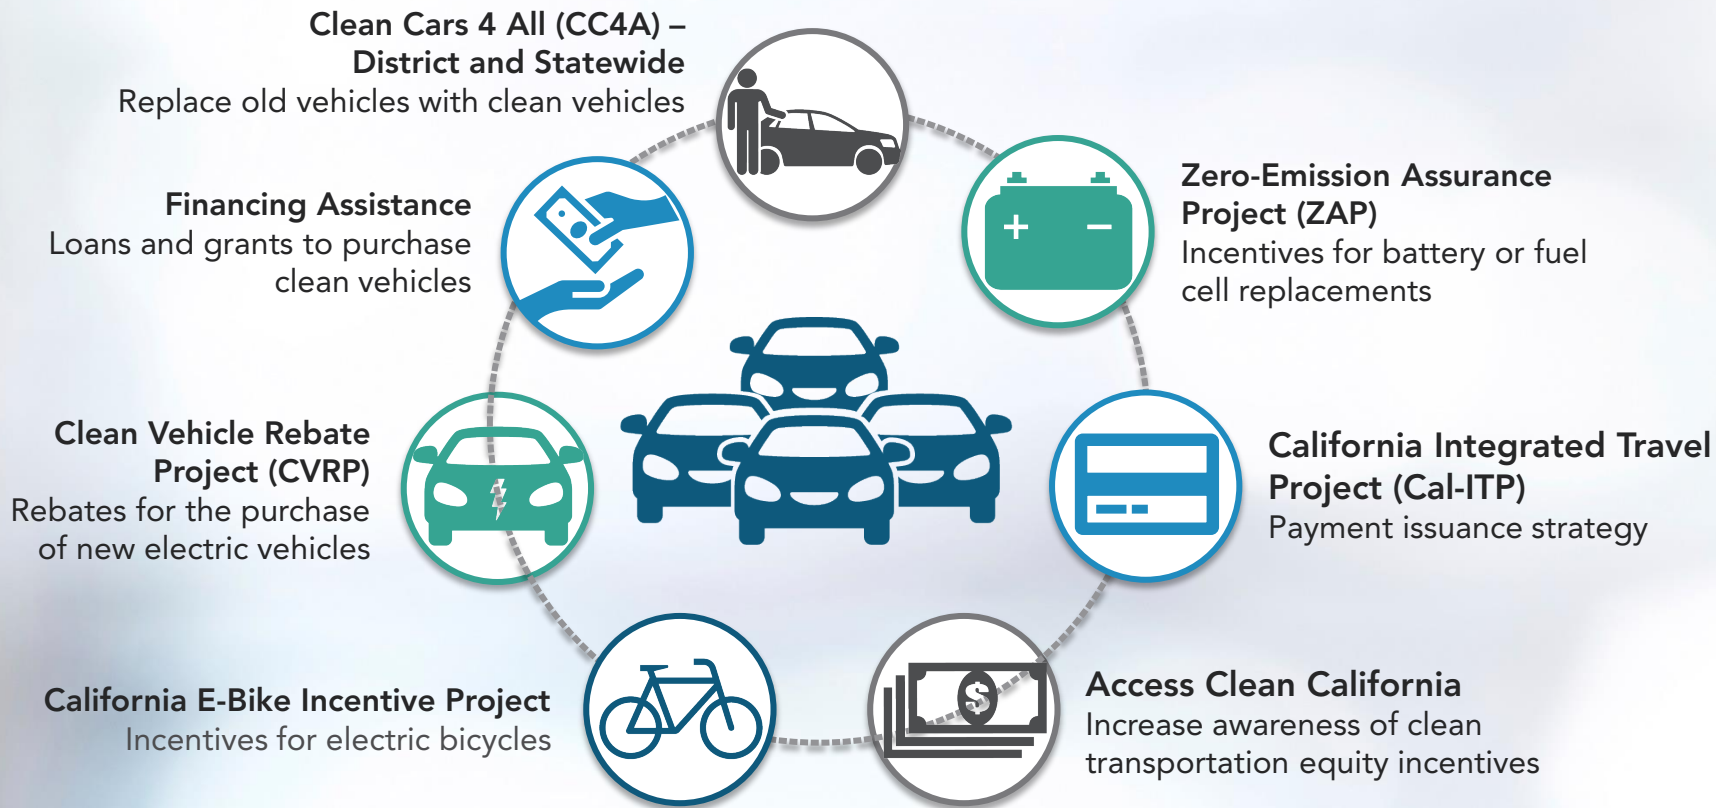 Clean Cars 4 All (CC4A) –
District and Statewide
Replace old vehicles with clean vehicles
Zero-Emission Assurance
Project (ZAP)
Incentives for battery or fuel
cell replacements
Financing Assistance
Loans and grants to purchase
clean vehicles
Clean Vehicle Rebate
Project (CVRP)
Rebates for the purchase
of new electric vehicles
California Integrated Travel
Project (Cal-ITP)
Payment issuance strategy
California E-Bike Incentive Project
Incentives for electric bicycles
Access Clean California
Increase awareness of clean
transportation equity incentives